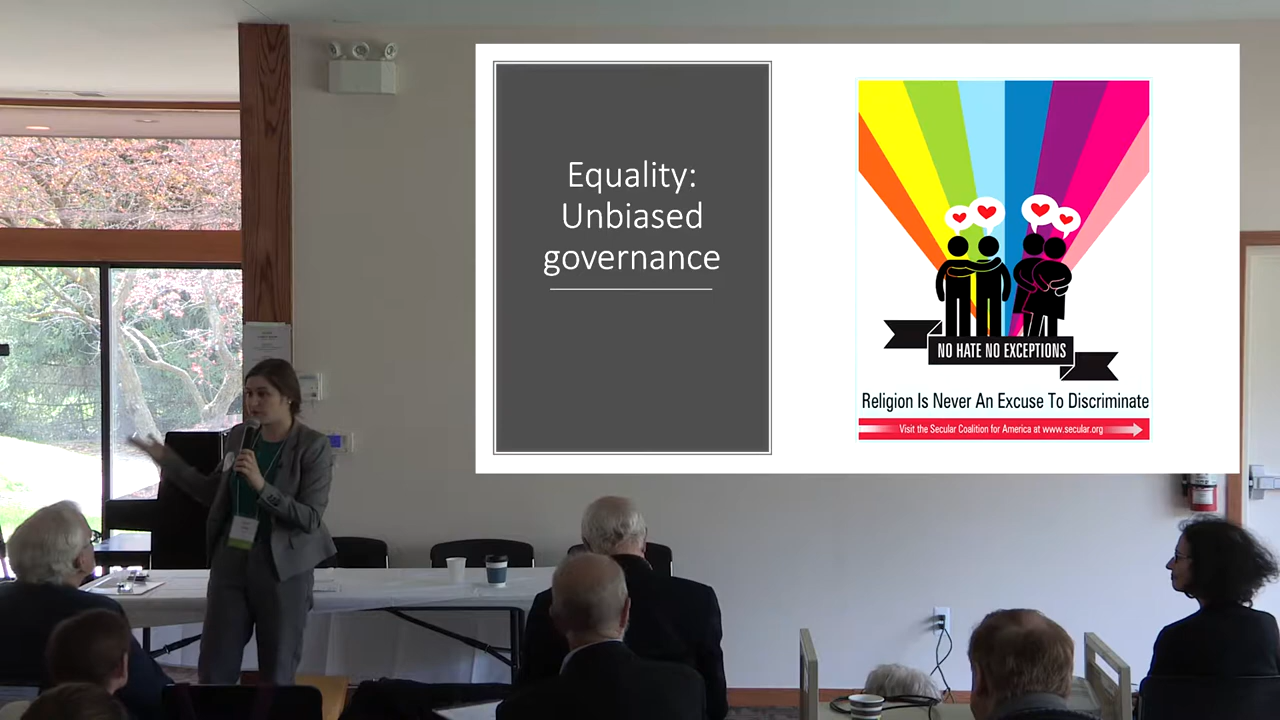 Equality:
Unbiased
governance
NO HATE NO EXCEPTIONS
Religion Is Never An Excuse To Discriminate
Visit the Secular Coalition for America at www.secular.org